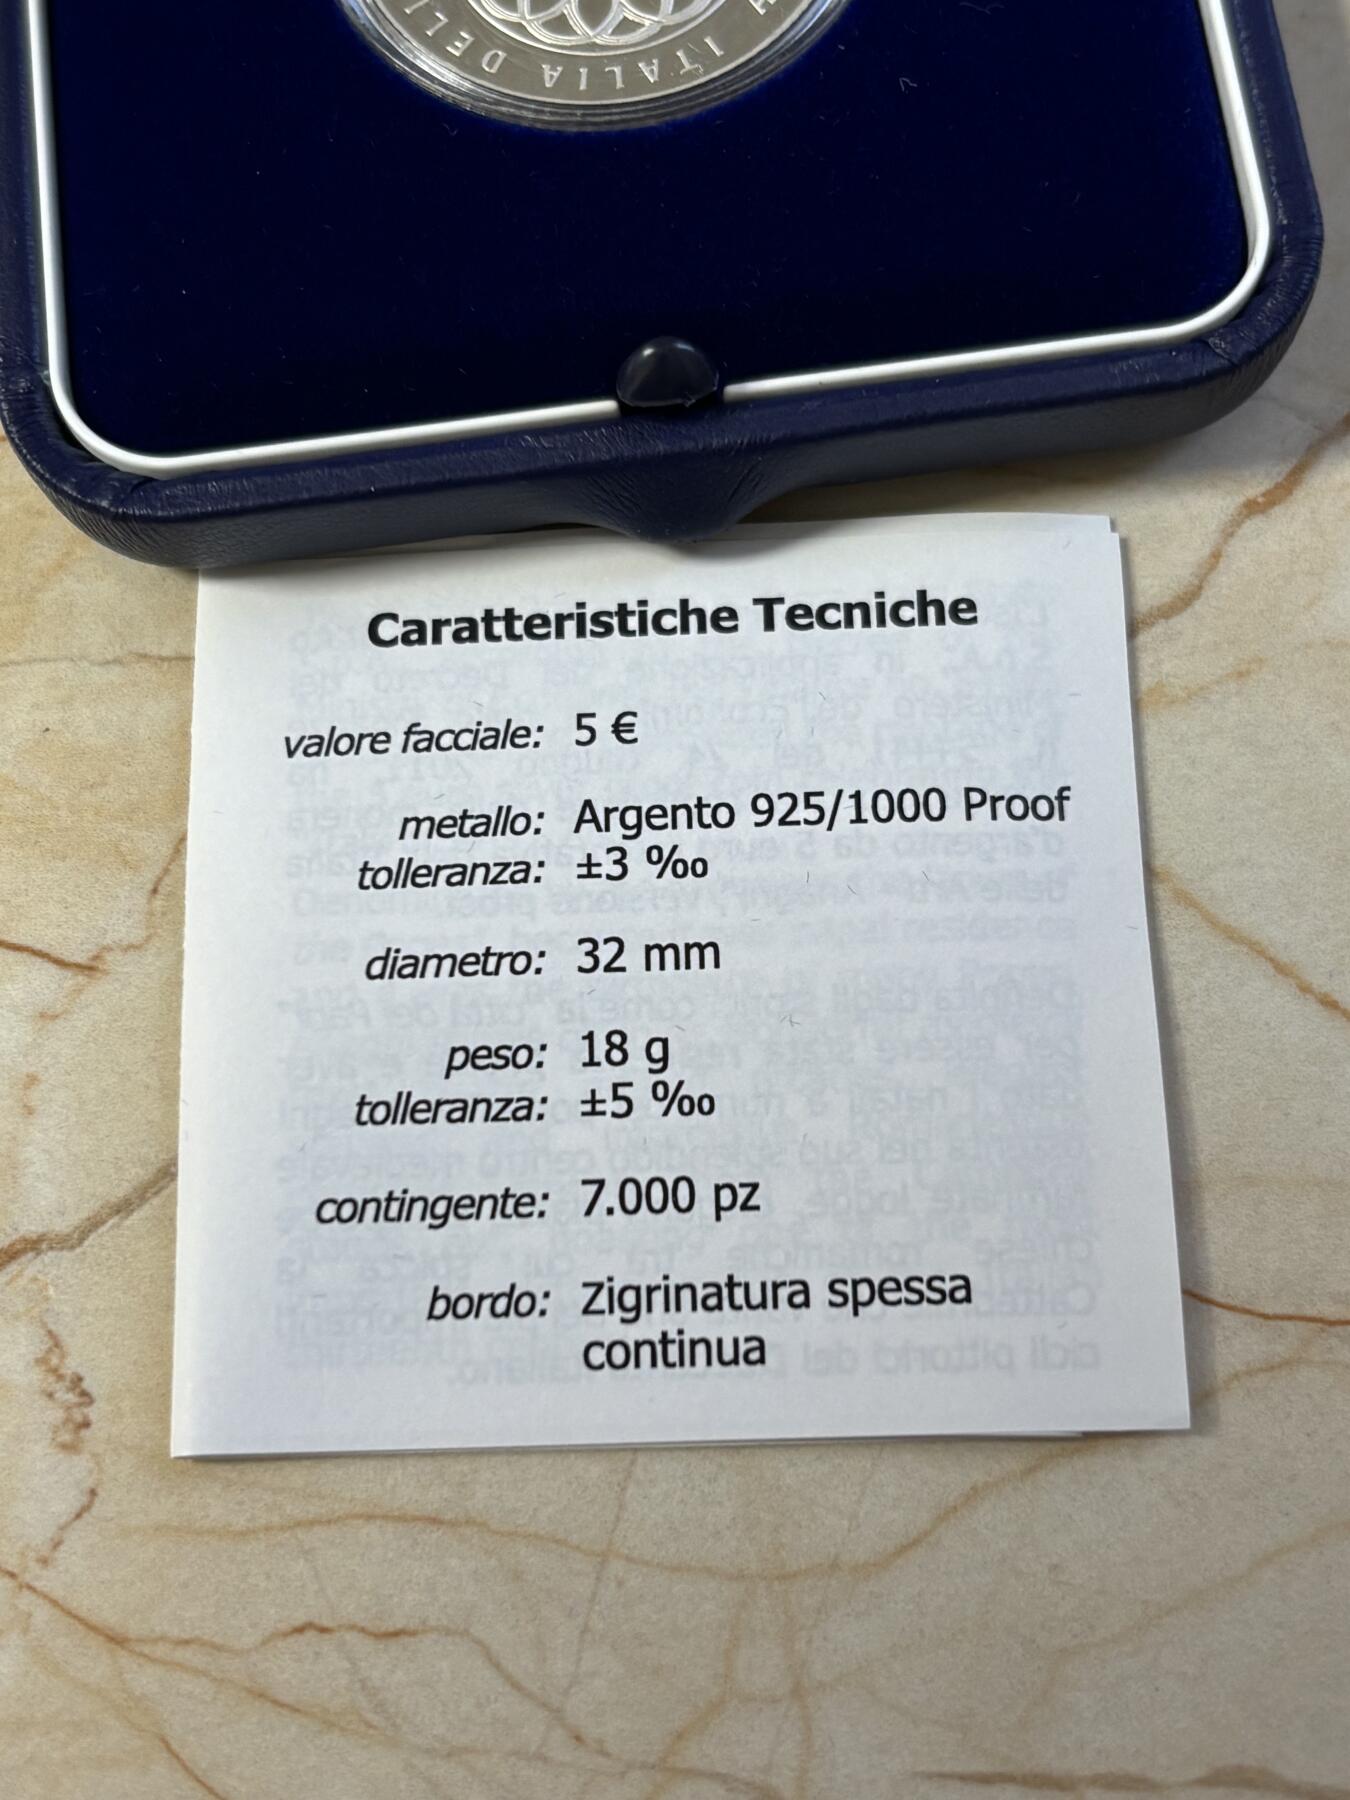 ITALIA DEL
Caratteristiche Tecniche
valore facciale: 5 €
metallo: Argento 925/1000 Proof
tolleranza: ±3 ‰
diametro: 32 mm
peso: 18 g
tolleranza: ±5 ‰
contingente: 7.000 pz
bordo: Zigrinatura spessa
continua